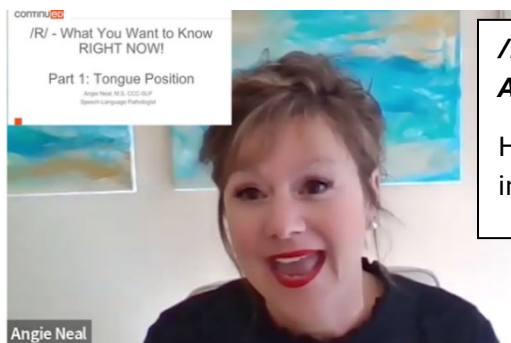 continued
/R/ - What You Want to Know
RIGHT NOW!
Part 1: Tongue Position
Angie Neal, M.S. CCC-SLP
Speech-Language Pathologist
Angie Neal